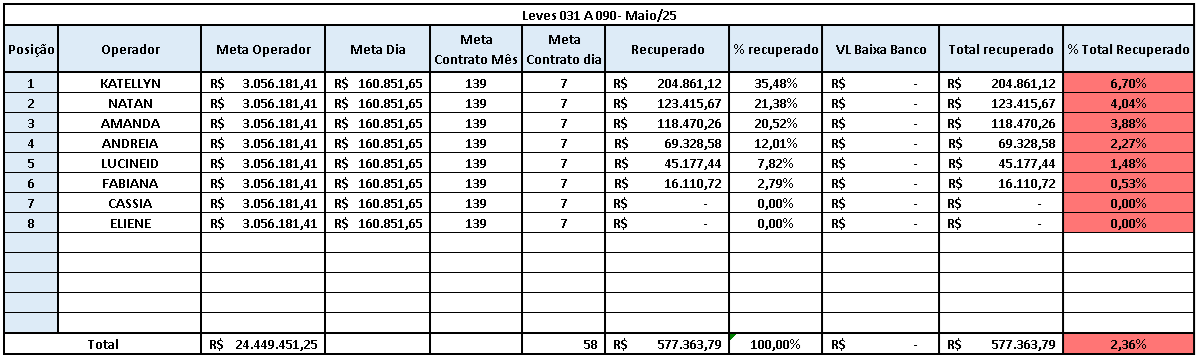 Leves 031 A 090- Maio/25
Posição Operador Meta Operador Meta Dia Meta Contrato Mês Meta Contrato dia Recuperado % recuperado VL Baixa Banco Total recuperado % Total Recuperado
1 KATELLYN R$ 3.056.181,41 R$ 160.851,65 139 7 R$ 204.861,12 35,48% R$ - R$ 204.861,12 6,70%
2 NATAN R$ 3.056.181,41 R$ 160.851,65 139 7 R$ 123.415,67 21,38% R$ - R$ 123.415,67 4,04%
3 AMANDA R$ 3.056.181,41 R$ 160.851,65 139 7 R$ 118.470,26 20,52% R$ - R$ 118.470,26 3,88%
4 ANDREIA R$ 3.056.181,41 R$ 160.851,65 139 7 R$ 69.328,58 12,01% R$ - R$ 69.328,58 2,27%
5 LUCINEID R$ 3.056.181,41 R$ 160.851,65 139 7 R$ 45.177,44 7,82% R$ - R$ 45.177,44 1,48%
6 FABIANA R$ 3.056.181,41 R$ 160.851,65 139 7 R$ 16.110,72 2,79% R$ - R$ 16.110,72 0,53%
7 CASSIA R$ 3.056.181,41 R$ 160.851,65 139 7 R$ - 0,00% R$ - R$ - 0,00%
8 ELIENE R$ 3.056.181,41 R$ 160.851,65 139 7 R$ - 0,00% R$ - R$ - 0,00%
Total R$ 24.449.451,25 58 R$ 577.363,79 100,00% R$ - R$ 577.363,79 2,36%